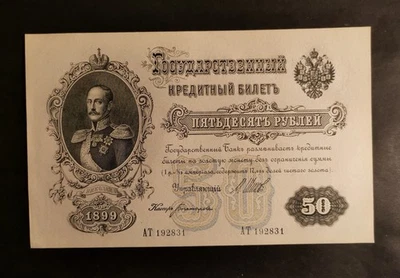 Государственный
Кредитный Билетъ
Пятьдесятъ Рублей
Государственный Банкъ размѣниваетъ кредитные
билеты на золотую монету безъ ограниченія суммы
Управляющій
Кассиръ
50
1899
АТ 192831 АТ 192831